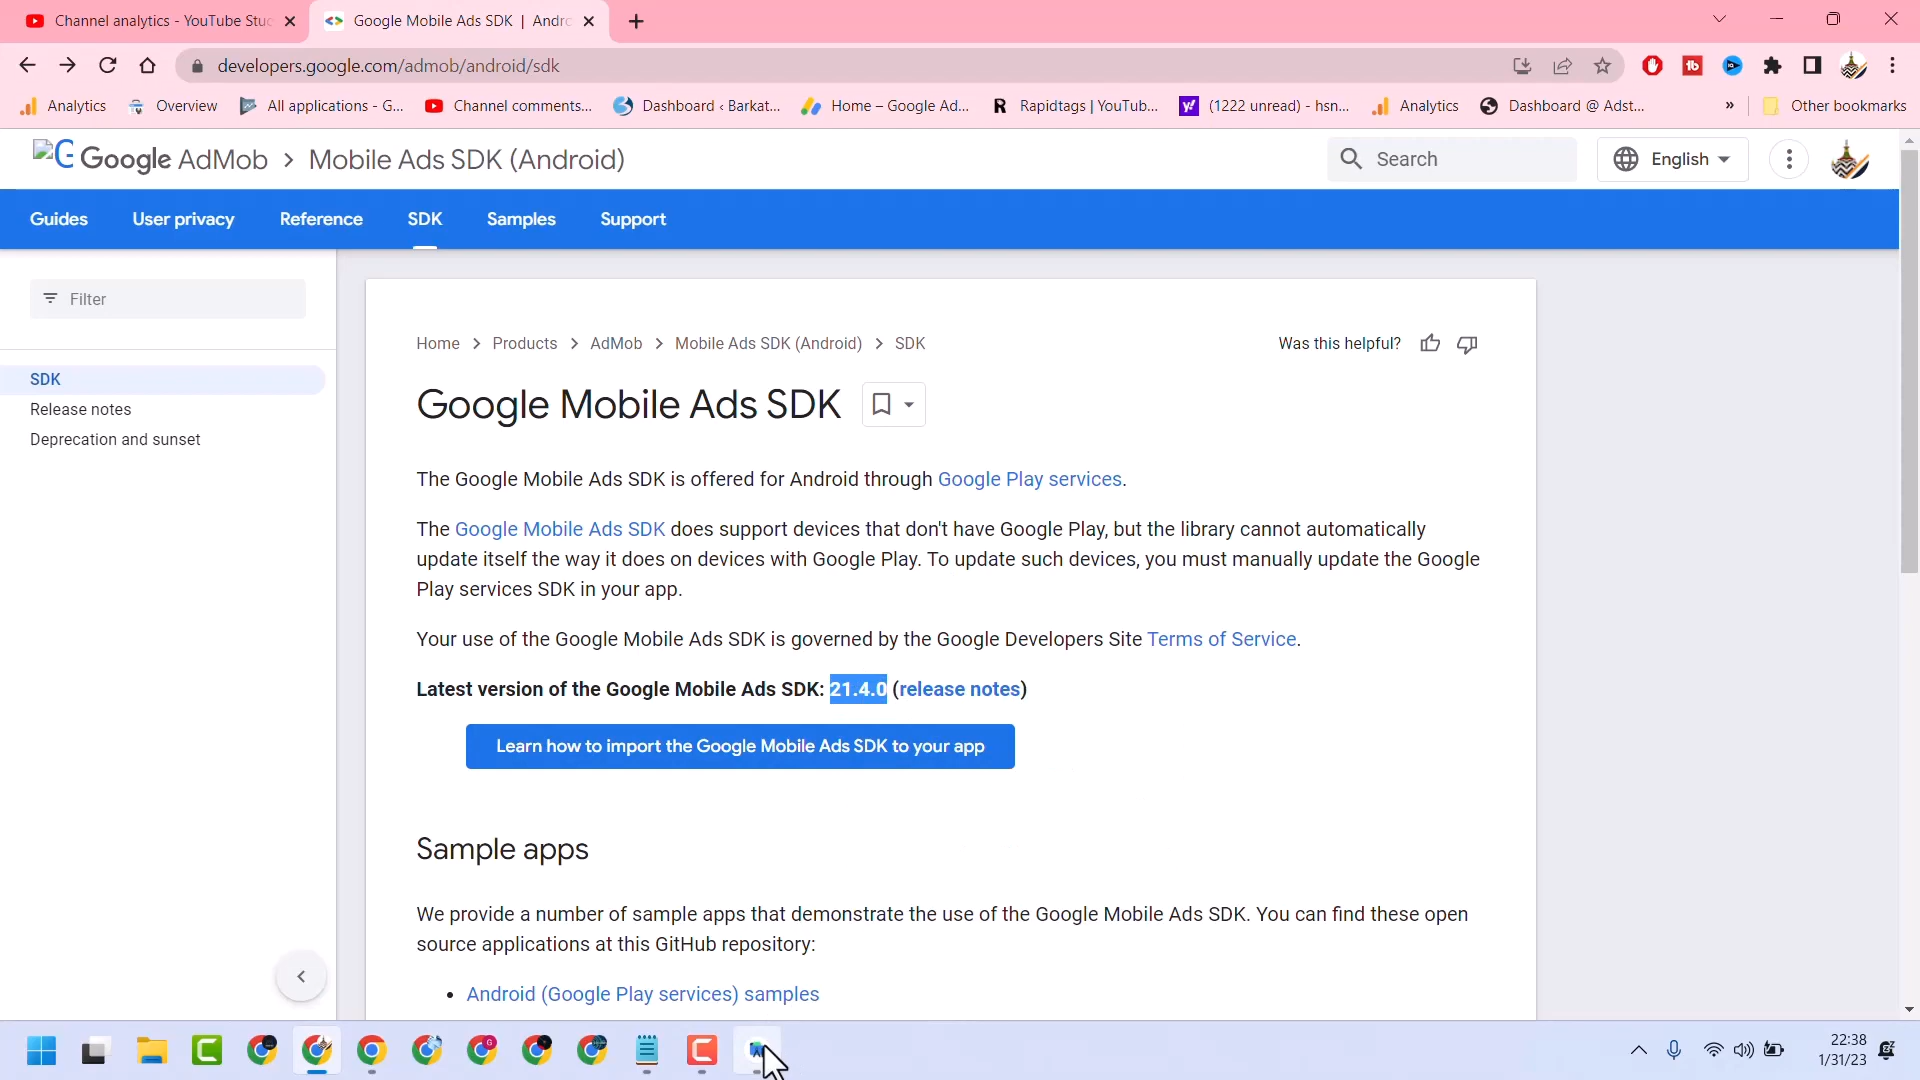 Channel analytics - YouTube Stu
Google Mobile Ads SDK | Andr
developers.google.com/admob/android/sdk
Analytics
Overview
All applications - G...
Channel comments...
Dashboard ‹ Barkat...
Home – Google Ad...
Rapidtags | YouTub...
(1222 unread) - hsn...
Analytics
Dashboard @ Adst...
»
Other bookmarks
Google AdMob > Mobile Ads SDK (Android)
Search
English
Guides
User privacy
Reference
SDK
Samples
Support
Filter
SDK
Release notes
Deprecation and sunset
Home > Products > AdMob > Mobile Ads SDK (Android) > SDK
Was this helpful?
Google Mobile Ads SDK
The Google Mobile Ads SDK is offered for Android through Google Play services.
The Google Mobile Ads SDK does support devices that don't have Google Play, but the library cannot automatically
update itself the way it does on devices with Google Play. To update such devices, you must manually update the Google
Play services SDK in your app.
Your use of the Google Mobile Ads SDK is governed by the Google Developers Site Terms of Service.
Latest version of the Google Mobile Ads SDK: 21.4.0 (release notes)
Learn how to import the Google Mobile Ads SDK to your app
Sample apps
We provide a number of sample apps that demonstrate the use of the Google Mobile Ads SDK. You can find these open
source applications at this GitHub repository:
• Android (Google Play services) samples
22:38
1/31/23